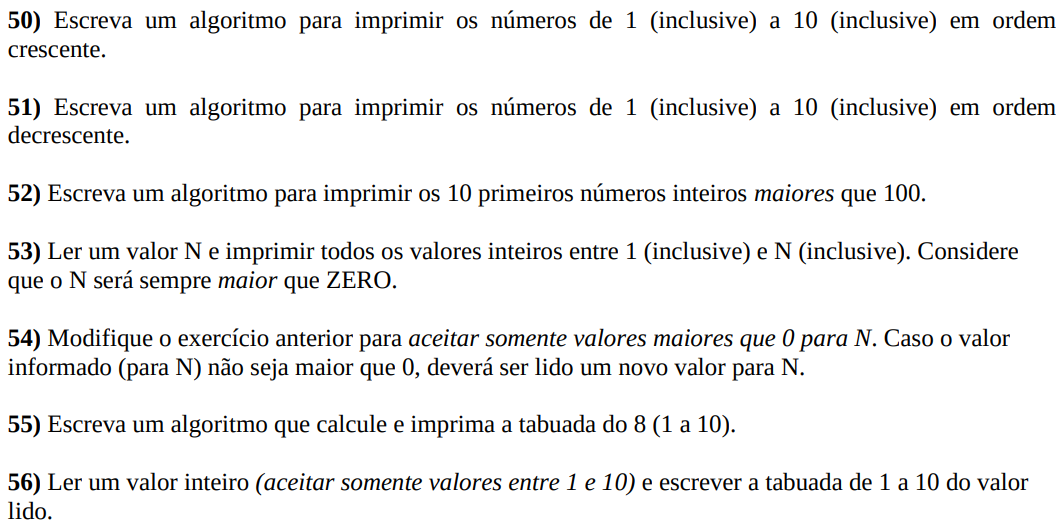 50) Escreva um algoritmo para imprimir os números de 1 (inclusive) a 10 (inclusive) em ordem
crescente.
51) Escreva um algoritmo para imprimir os números de 1 (inclusive) a 10 (inclusive) em ordem
decrescente.
52) Escreva um algoritmo para imprimir os 10 primeiros números inteiros maiores que 100.
53) Ler um valor N e imprimir todos os valores inteiros entre 1 (inclusive) e N (inclusive). Considere
que o N será sempre maior que ZERO.
54) Modifique o exercício anterior para aceitar somente valores maiores que 0 para N. Caso o valor
informado (para N) não seja maior que 0, deverá ser lido um novo valor para N.
55) Escreva um algoritmo que calcule e imprima a tabuada do 8 (1 a 10).
56) Ler um valor inteiro (aceitar somente valores entre 1 e 10) e escrever a tabuada de 1 a 10 do valor
lido.